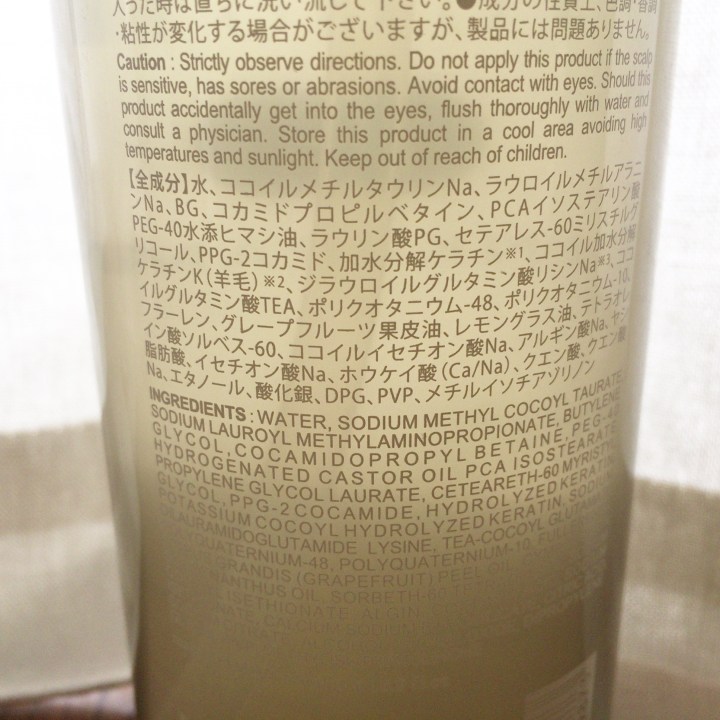 入った時は直ちに洗い流して下さい。●成分の性質上、色調・香調
・粘性が変化する場合がございますが、製品には問題ありません。
Caution : Strictly observe directions. Do not apply this product if the scalp
is sensitive, has sores or abrasions. Avoid contact with eyes. Should this
product accidentally get into the eyes, flush thoroughly with water and
consult a physician. Store this product in a cool area avoiding high
temperatures and sunlight. Keep out of reach of children.
【全成分】水、ココイルメチルタウリンNa、ラウロイルメチルアラニ
ンNa、BG、コカミドプロピルベタイン、PCAイソステアリン酸
PEG-40水添ヒマシ油、ラウリン酸PG、セテアレス-60ミリスチルグ
リコール、PPG-2コカミド、加水分解ケラチン※1、ココイル加水分解
ケラチンK（羊毛）※2、ジラウロイルグルタミン酸リシンNa※3、ココ
イルグルタミン酸TEA、ポリクオタニウム-48、ポリクオタニウム-10、
フラーレン、グレープフルーツ果皮油、レモングラス油、テトラオレ
イン酸ソルベス-60、ココイルイセチオン酸Na、アルギン酸Na、ヤシ
脂肪酸、イセチオン酸Na、ホウケイ酸（Ca/Na）、クエン酸、クエン酸
Na、エタノール、酸化銀、DPG、PVP、メチルイソチアゾリノン
INGREDIENTS : WATER, SODIUM METHYL COCOYL TAURATE,
SODIUM LAUROYL METHYLAMINOPROPIONATE, BUTYLENE
GLYCOL, COCAMIDOPROPYL BETAINE, PEG-40
HYDROGENATED CASTOR OIL PCA ISOSTEARATE,
PROPYLENE GLYCOL LAURATE, CETEARETH-60 MYRISTYL
GLYCOL, PPG-2 COCAMIDE, HYDROLYZED KERATIN,
POTASSIUM COCOYL HYDROLYZED KERATIN,
LYSINE, TEA-COCOYL
POLYQUATERNIUM-10,
GRANDIS (GRAPEFRUIT) PEEL OIL,
OIL, SORBETH-60
ISETHIONATE,